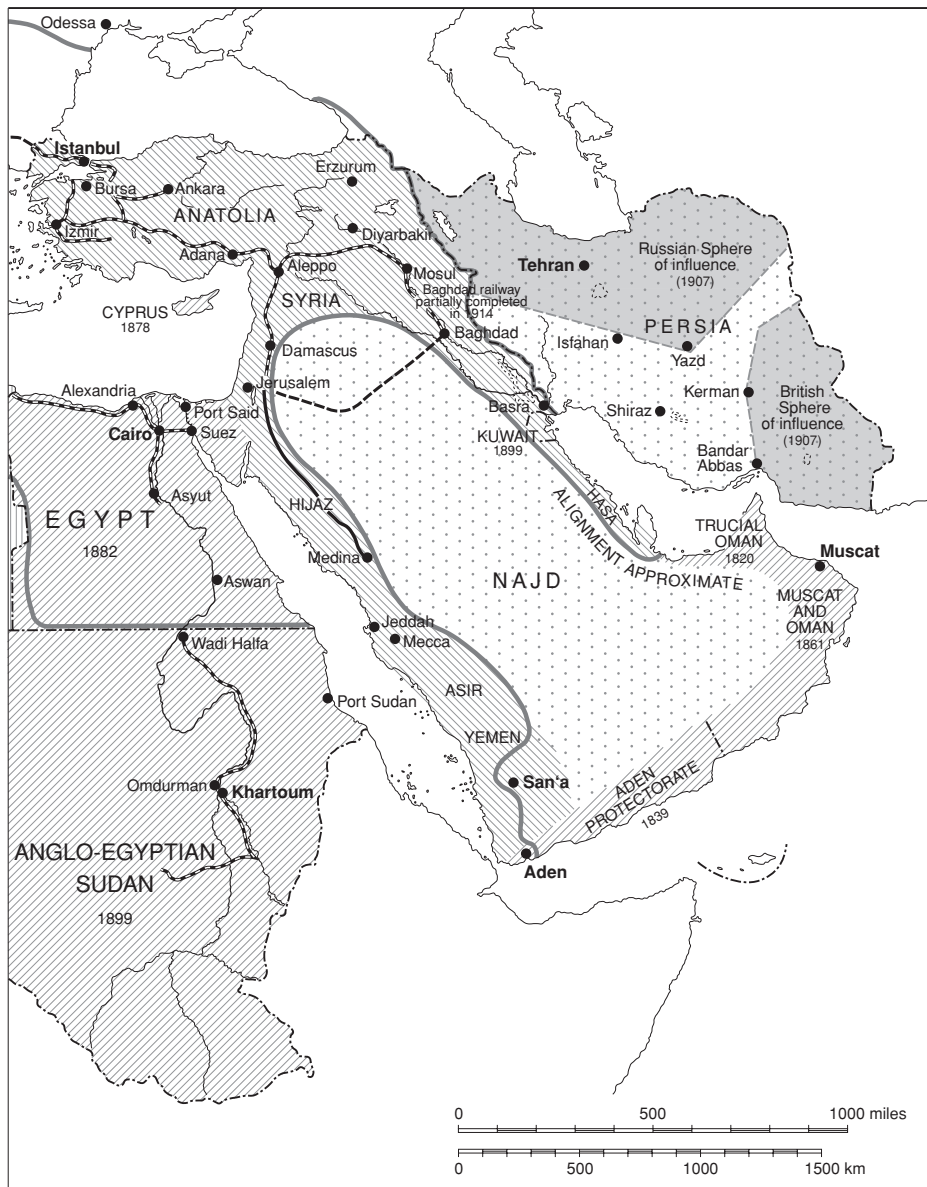 Odessa
Istanbul
Bursa
Ankara
Erzurum
ANATOLIA
Izmir
Diyarbakir
Adana
Aleppo
Mosul
Baghdad railway
partially completed
in 1914
Tehran
Russian Sphere
of influence
(1907)
CYPRUS
1878
SYRIA
Baghdad
PERSIA
Isfahan
Yazd
Damascus
Alexandria
Jerusalem
Port Said
Cairo
Suez
Basra
KUWAIT
1899
Shiraz
Kerman
British
Sphere
of influence
(1907)
Bandar
Abbas
Asyut
EGYPT
1882
HIJAZ
HASA
ALIGNMENT APPROXIMATE
TRUCIAL
OMAN
1820
Muscat
Medina
NAJD
Aswan
MUSCAT
AND
OMAN
1861
Jeddah
Mecca
Wadi Halfa
ASIR
Port Sudan
YEMEN
San‘a
ADEN
PROTECTORATE
1839
Omdurman
Khartoum
Aden
ANGLO-EGYPTIAN
SUDAN
1899
0 500 1000 miles
0 500 1000 1500 km